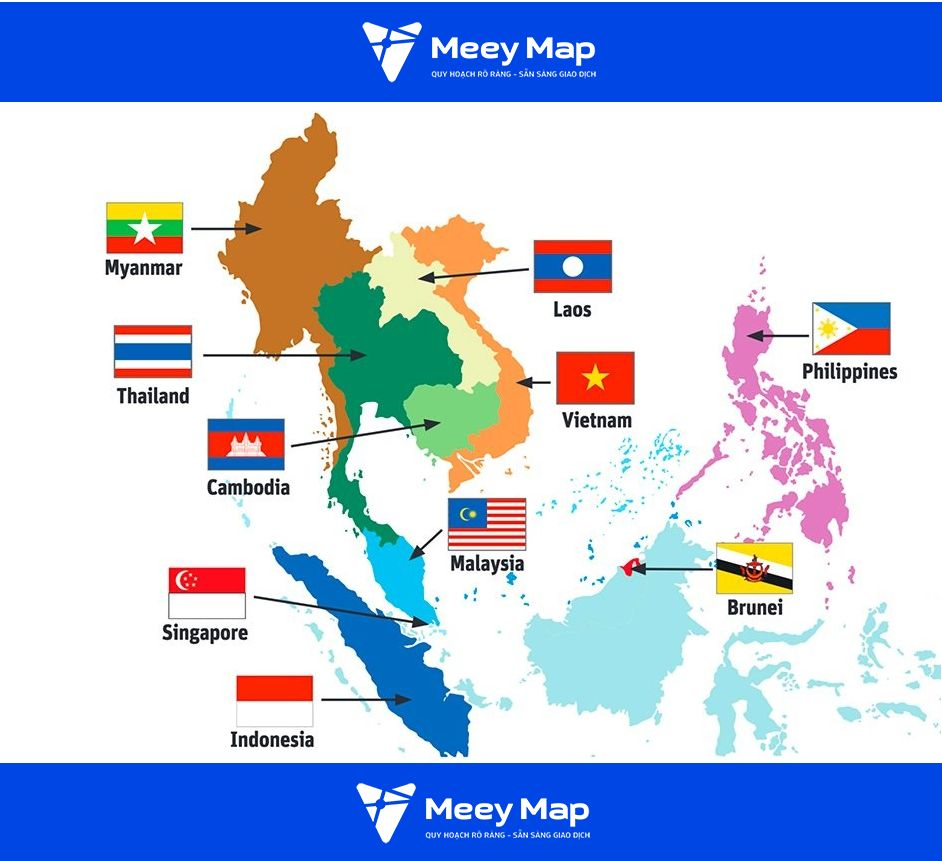 Meey Map
QUY HOẠCH RÕ RÀNG - SẴN SÀNG GIAO DỊCH
Myanmar
Laos
Thailand
Philippines
Vietnam
Cambodia
Malaysia
Singapore
Brunei
Indonesia
Meey Map
QUY HOẠCH RÕ RÀNG - SẴN SÀNG GIAO DỊCH